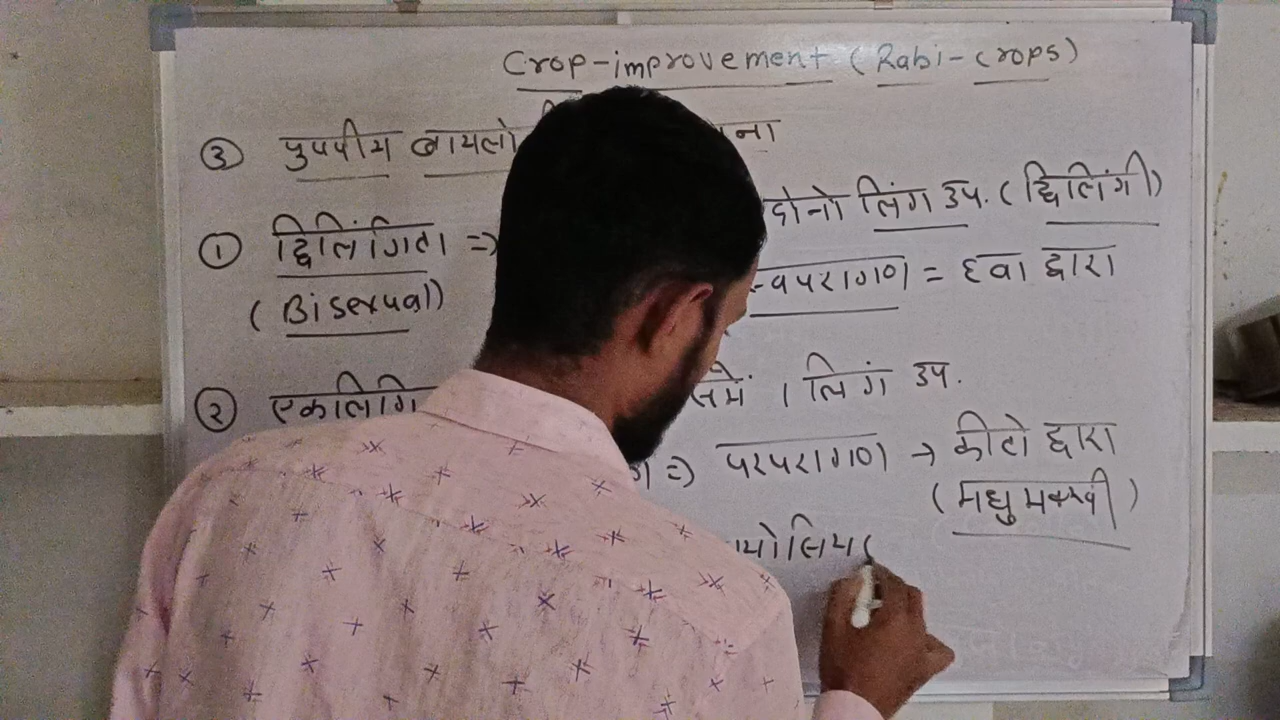 Crop-improvement (Rabi-crops)
③ पुष्पीय बायलो
① द्विलिंगिता => दोनो लिंग उप. (द्विलिंगी)
(Bisexual) स्वपरागण = हवा द्वारा
② एकलिंगि 1 लिंग उप.
=> परपरागण → कीटो द्वारा
(मधुमक्खी)